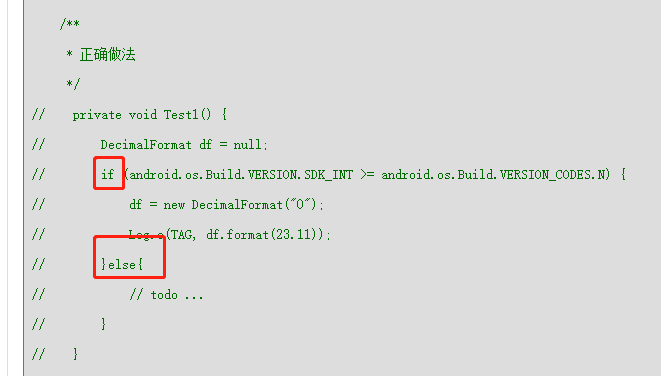 /**
* 正确做法
*/
// private void Test1() {
// DecimalFormat df = null;
// if (android.os.Build.VERSION.SDK_INT >= android.os.Build.VERSION_CODES.N) {
// df = new DecimalFormat("0");
// Log.e(TAG, df.format(23.11));
// }else{
// // todo ...
// }
// }